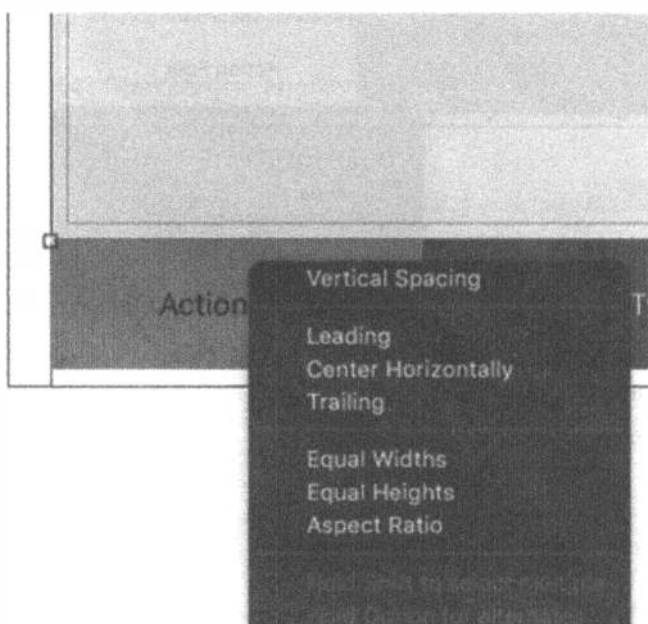 Action
Vertical Spacing
Leading
Center Horizontally
Trailing
Equal Widths
Equal Heights
Aspect Ratio